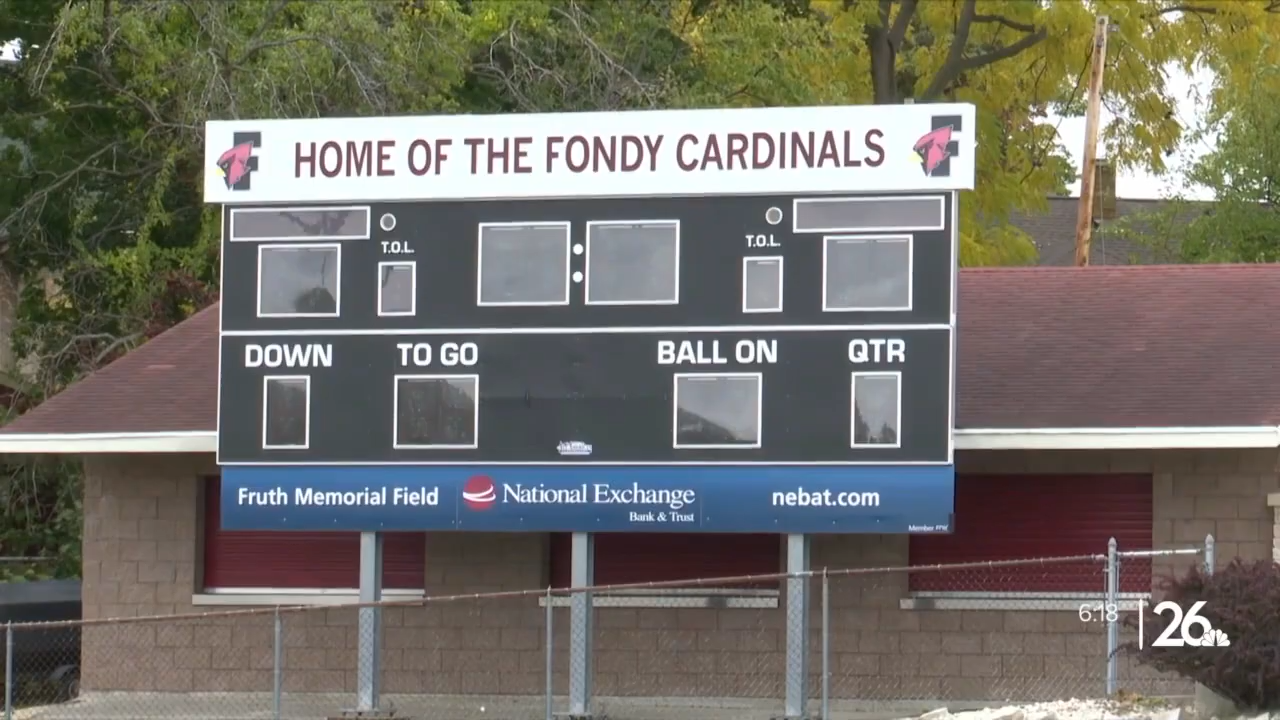 F
HOME OF THE FONDY CARDINALS
F
T.O.L.
T.O.L.
DOWN
TO GO
BALL ON
QTR
Fruth Memorial Field
National Exchange
Bank & Trust
nebat.com
6:18
26